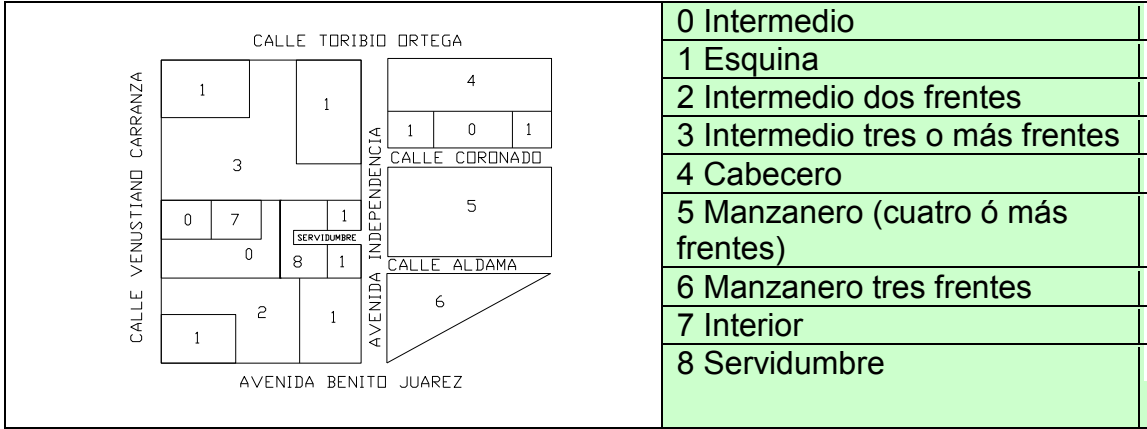 CALLE TORIBIO ORTEGA
CALLE VENUSTIANO CARRANZA
1
1
3
0
7
1
SERVIDUMBRE
0
8
1
2
1
1
AVENIDA INDEPENDENCIA
4
1
0
1
CALLE CORONADO
5
CALLE ALDAMA
6
AVENIDA BENITO JUAREZ
0 Intermedio
1 Esquina
2 Intermedio dos frentes
3 Intermedio tres o más frentes
4 Cabecero
5 Manzanero (cuatro ó más
frentes)
6 Manzanero tres frentes
7 Interior
8 Servidumbre